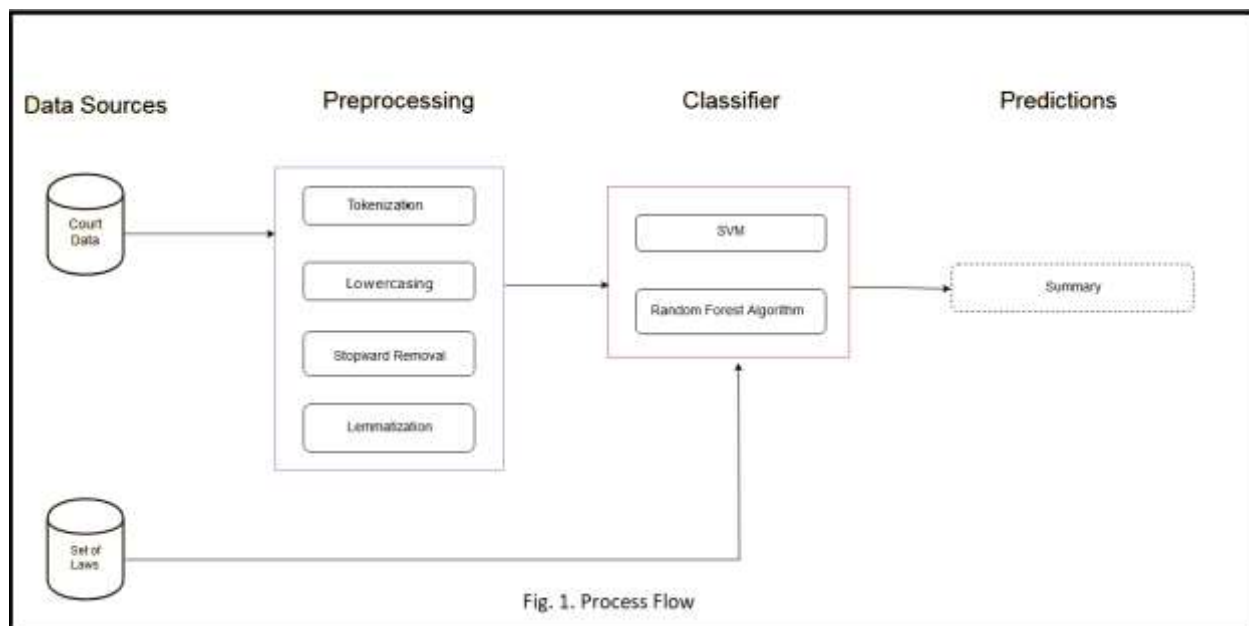 Data Sources
Preprocessing
Classifier
Predictions
Court
Data
Tokenization
Lowercasing
Stopward Removal
Lemmatization
SVM
Random Forest Algorithm
Summary
Set of
Laws
Fig. 1. Process Flow